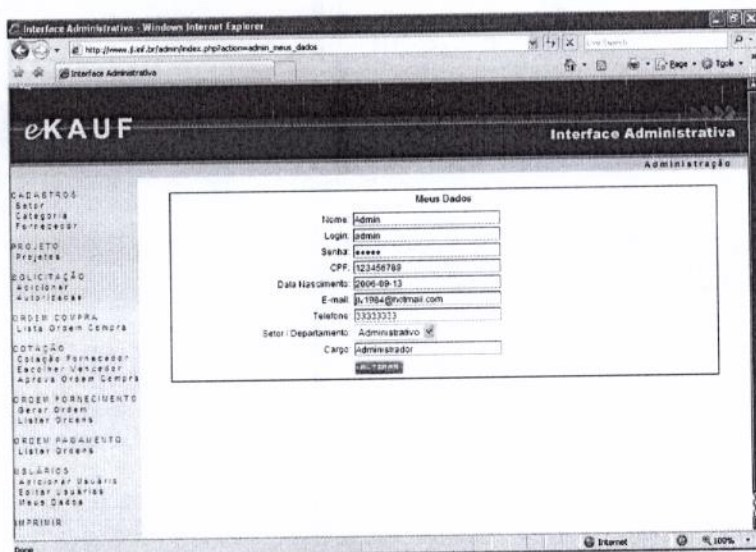 Interface Administrativa - Windows Internet Explorer
http://www.jl.inf.br/admin/index.php?action=admin_meus_dados
Live Search
Interface Administrativa
Page
Tools
eKAUF
Interface Administrativa
Administração
CADASTROS
Setor
Categoria
Fornecedor
PROJETO
Projetos
SOLICITAÇÃO
Adicionar
Autorizadas
ORDEM COMPRA
Lista Ordem Compra
COTAÇÃO
Cotação Fornecedor
Escolher Vencedor
Aprova Ordem Compra
ORDEM FORNECIMENTO
Gerar Ordem
Listar Ordens
ORDEM PAGAMENTO
Listar Ordens
USUÁRIOS
Adicionar Usuário
Editar Usuários
Meus Dados
IMPRIMIR
Meus Dados
Nome: Admin
Login: admin
Senha: •••••
CPF: 123456789
Data Nascimento: 2006-09-13
E-mail: jl.1984@hotmail.com
Telefone: 33333333
Setor / Departamento: Administrativo
Cargo: Administrador
ALTERAR
Done
Internet
100%